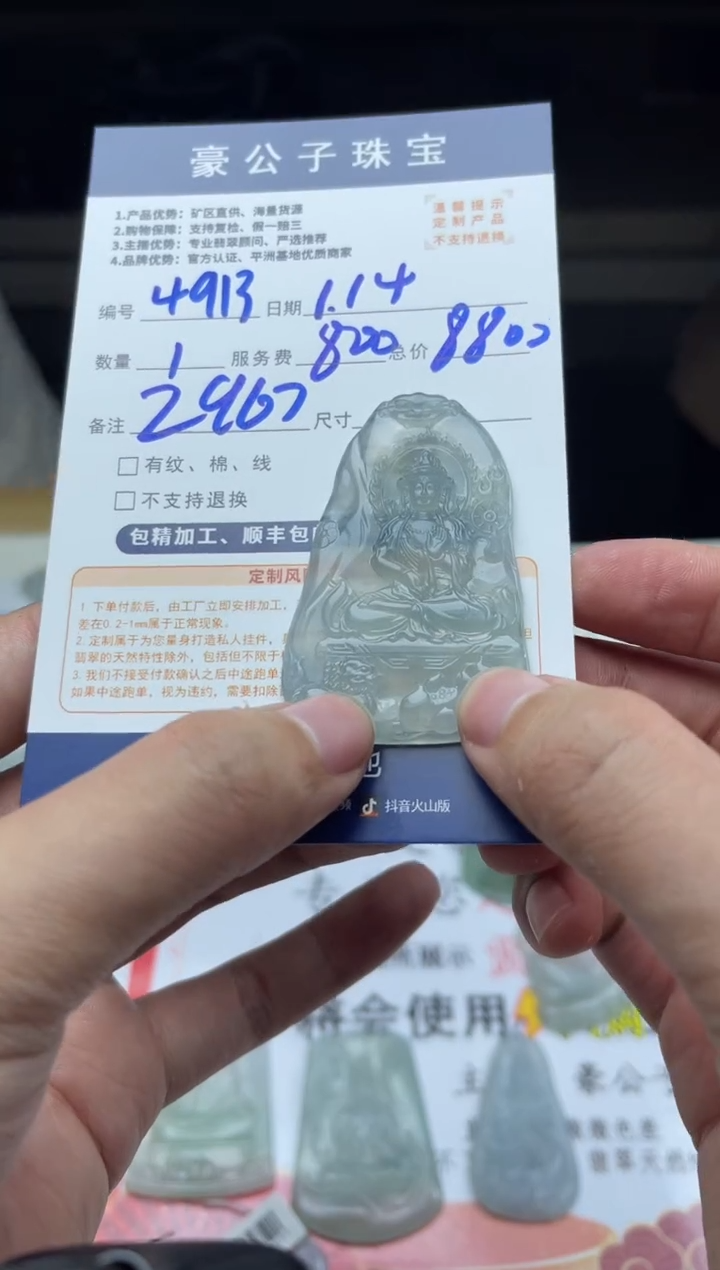 豪公子珠宝
1.产品优势：矿区直供、海量货源
2.购物保障：支持复检、假一赔三
3.主播优势：专业翡翠顾问、严选推荐
4.品牌优势：官方认证、平洲基地优质商家
温馨提示
定制产品
不支持退换
编号 4913 日期 1.14
数量 1 服务费 800 总价 8800
备注 2967 尺寸
有纹、棉、线
不支持退换
包精加工、顺丰包
定制风
1.下单付款后，由工厂立即安排加工，
差在0.2-1mm属于正常现象。
2.定制属于为您量身打造私人挂件，
翡翠的天然特性除外，包括但不限于
3.我们不接受付款确认之后中途跑单
如果中途跑单，视为违约，需要扣除
抖音火山版
展示
将会使用
豪公子